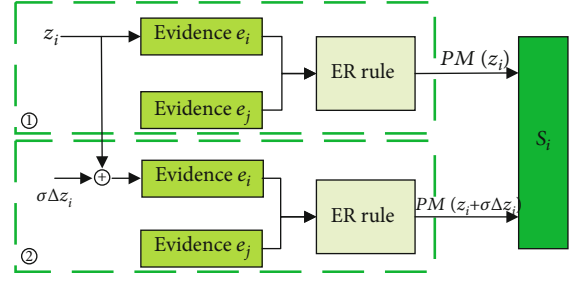 z_i
Evidence e_i
Evidence e_j
ER rule
PM (z_i)
①
S_i
σΔz_i
+
Evidence e_i
Evidence e_j
ER rule
PM (z_i+σΔz_i)
②